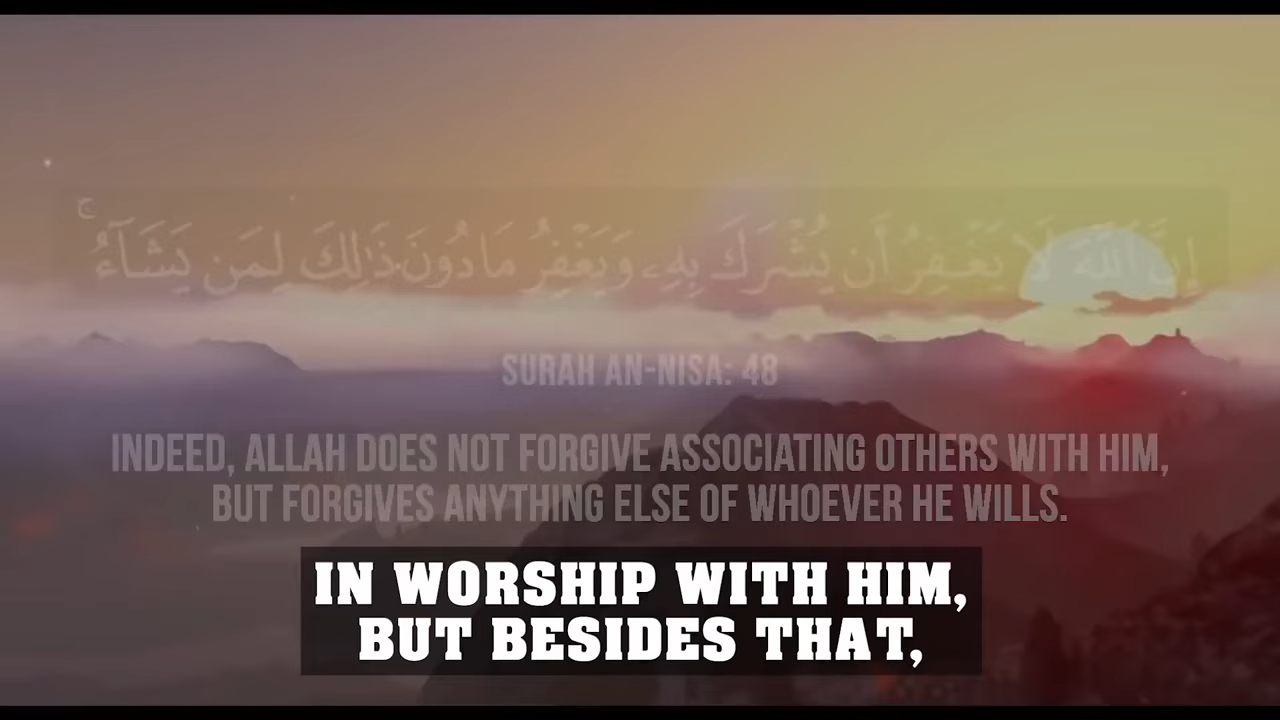 إِنَّ ٱللَّهَ لَا يَغْفِرُ أَن يُشْرَكَ بِهِۦ وَيَغْفِرُ مَا دُونَ ذَٰلِكَ لِمَن يَشَآءُ ۚ
SURAH AN-NISA: 48
INDEED, ALLAH DOES NOT FORGIVE ASSOCIATING OTHERS WITH HIM,
BUT FORGIVES ANYTHING ELSE OF WHOEVER HE WILLS.
IN WORSHIP WITH HIM,
BUT BESIDES THAT,